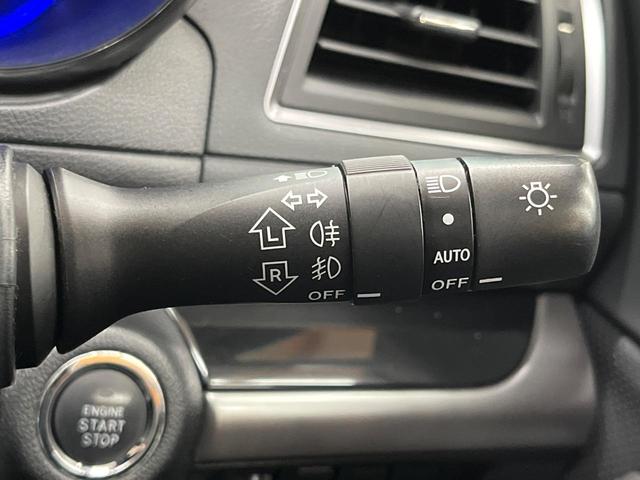 L
R
OFF
AUTO
OFF
ENGINE
START
STOP